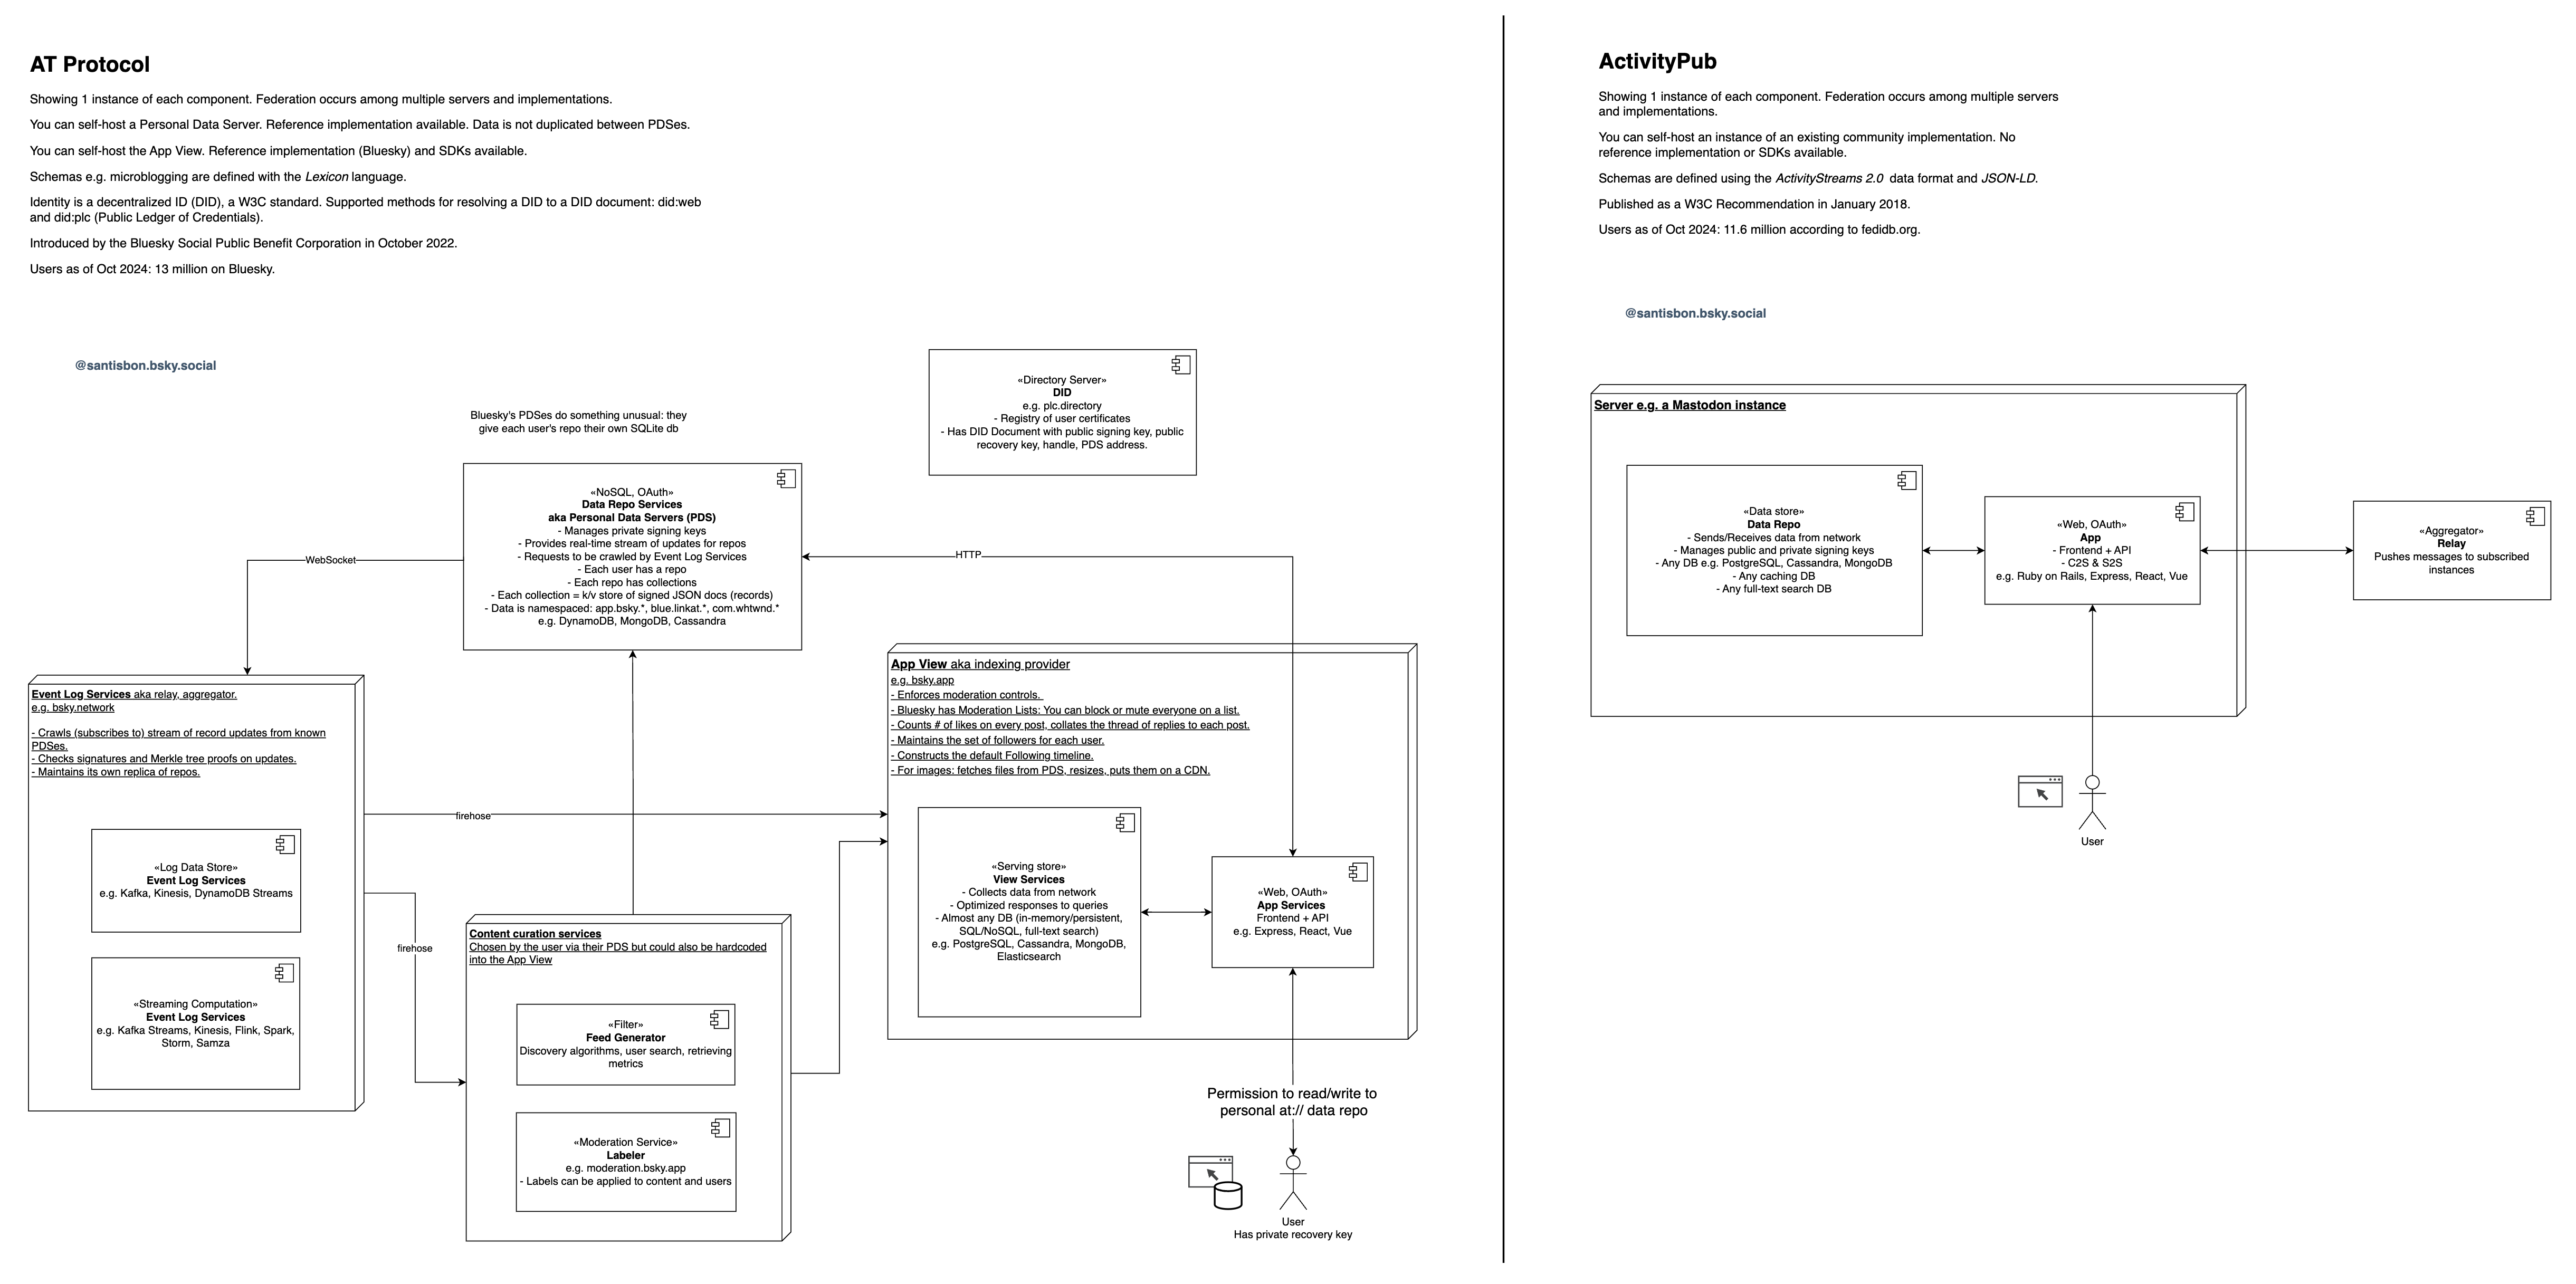 AT Protocol
Showing 1 instance of each component. Federation occurs among multiple servers and implementations.
You can self-host a Personal Data Server. Reference implementation available. Data is not duplicated between PDSes.
You can self-host the App View. Reference implementation (Bluesky) and SDKs available.
Schemas e.g. microblogging are defined with the Lexicon language.
Identity is a decentralized ID (DID), a W3C standard. Supported methods for resolving a DID to a DID document: did:web
and did:plc (Public Ledger of Credentials).
Introduced by the Bluesky Social Public Benefit Corporation in October 2022.
Users as of Oct 2024: 13 million on Bluesky.
@santisbon.bsky.social
Bluesky's PDSes do something unusual: they
give each user's repo their own SQLite db
«Directory Server»
DID
e.g. plc.directory
- Registry of user certificates
- Has DID Document with public signing key, public
recovery key, handle, PDS address.
«NoSQL, OAuth»
Data Repo Services
aka Personal Data Servers (PDS)
- Manages private signing keys
- Provides real-time stream of updates for repos
- Requests to be crawled by Event Log Services
- Each user has a repo
- Each repo has collections
- Each collection = k/v store of signed JSON docs (records)
- Data is namespaced: app.bsky.*, blue.linkat.*, com.whtwnd.*
e.g. DynamoDB, MongoDB, Cassandra
WebSocket
HTTP
Event Log Services aka relay, aggregator.
e.g. bsky.network
- Crawls (subscribes to) stream of record updates from known
PDSes.
- Checks signatures and Merkle tree proofs on updates.
- Maintains its own replica of repos.
«Log Data Store»
Event Log Services
e.g. Kafka, Kinesis, DynamoDB Streams
«Streaming Computation»
Event Log Services
e.g. Kafka Streams, Kinesis, Flink, Spark,
Storm, Samza
firehose
firehose
Content curation services
Chosen by the user via their PDS but could also be hardcoded
into the App View
«Filter»
Feed Generator
Discovery algorithms, user search, retrieving
metrics
«Moderation Service»
Labeler
e.g. moderation.bsky.app
- Labels can be applied to content and users
App View aka indexing provider
e.g. bsky.app
- Enforces moderation controls.
- Bluesky has Moderation Lists: You can block or mute everyone on a list.
- Counts # of likes on every post, collates the thread of replies to each post.
- Maintains the set of followers for each user.
- Constructs the default Following timeline.
- For images: fetches files from PDS, resizes, puts them on a CDN.
«Serving store»
View Services
- Collects data from network
- Optimized responses to queries
- Almost any DB (in-memory/persistent,
SQL/NoSQL, full-text search)
e.g. PostgreSQL, Cassandra, MongoDB,
Elasticsearch
«Web, OAuth»
App Services
Frontend + API
e.g. Express, React, Vue
Permission to read/write to
personal at:// data repo
User
Has private recovery key
ActivityPub
Showing 1 instance of each component. Federation occurs among multiple servers
and implementations.
You can self-host an instance of an existing community implementation. No
reference implementation or SDKs available.
Schemas are defined using the ActivityStreams 2.0 data format and JSON-LD.
Published as a W3C Recommendation in January 2018.
Users as of Oct 2024: 11.6 million according to fedidb.org.
@santisbon.bsky.social
Server e.g. a Mastodon instance
«Data store»
Data Repo
- Sends/Receives data from network
- Manages public and private signing keys
- Any DB e.g. PostgreSQL, Cassandra, MongoDB
- Any caching DB
- Any full-text search DB
«Web, OAuth»
App
- Frontend + API
- C2S & S2S
e.g. Ruby on Rails, Express, React, Vue
«Aggregator»
Relay
Pushes messages to subscribed
instances
User